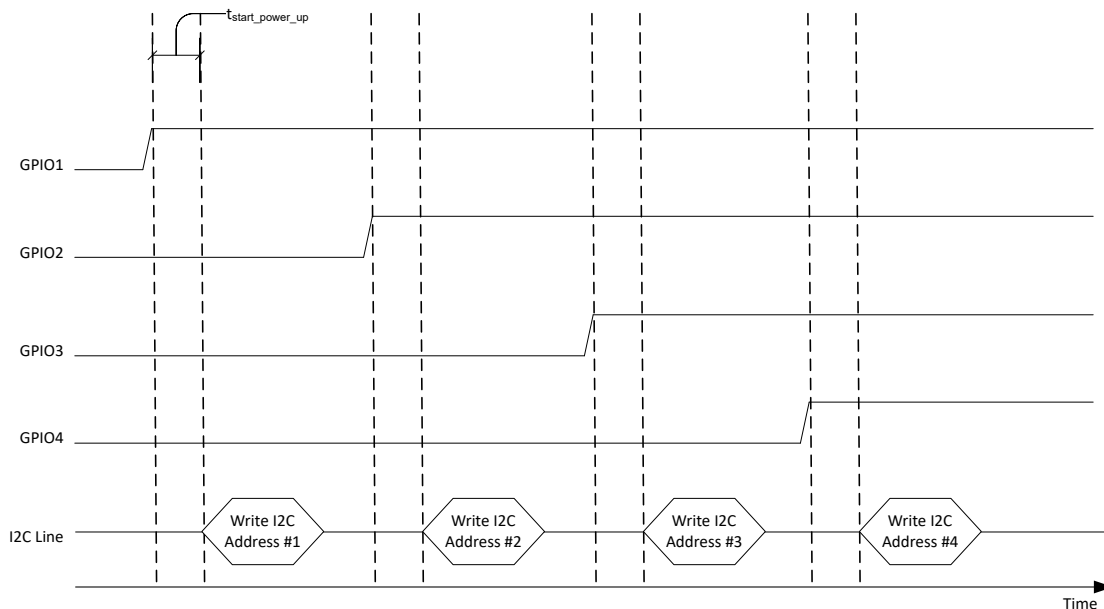 tstart_power_up
GPIO1
GPIO2
GPIO3
GPIO4
I2C Line
Write I2C
Address #1
Write I2C
Address #2
Write I2C
Address #3
Write I2C
Address #4
Time